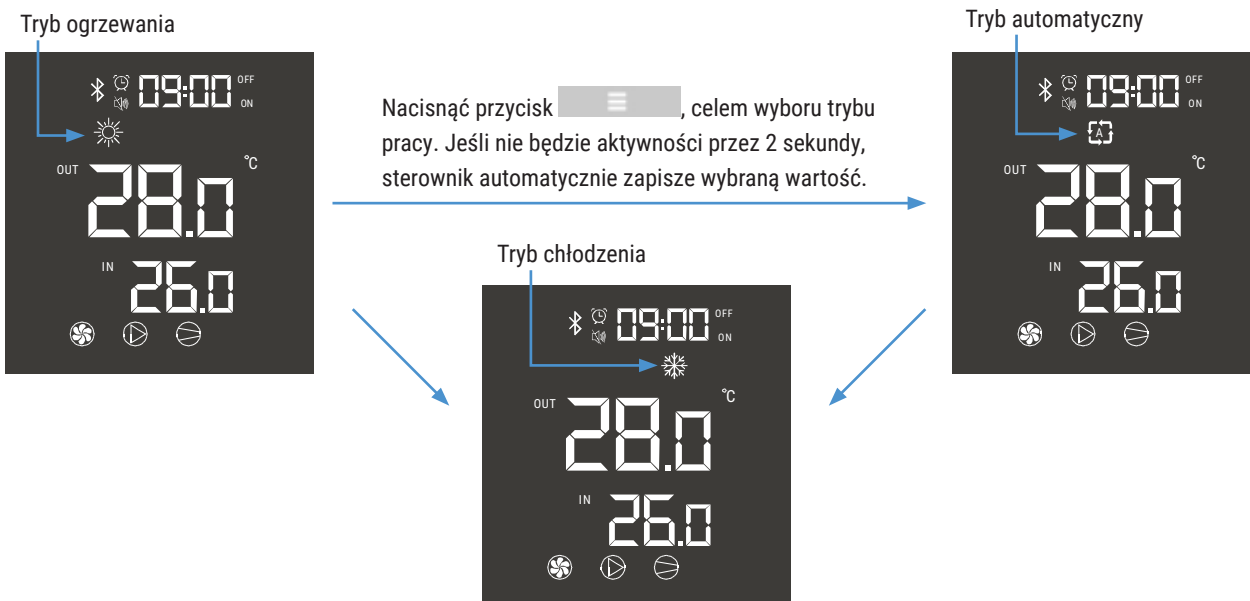 Tryb ogrzewania
09:00
OFF
ON
OUT
28.0
°C
IN
26.0
Nacisnąć przycisk , celem wyboru trybu
pracy. Jeśli nie będzie aktywności przez 2 sekundy,
sterownik automatycznie zapisze wybraną wartość.
Tryb automatyczny
09:00
OFF
ON
A
OUT
28.0
°C
IN
26.0
Tryb chłodzenia
09:00
OFF
ON
OUT
28.0
°C
IN
26.0